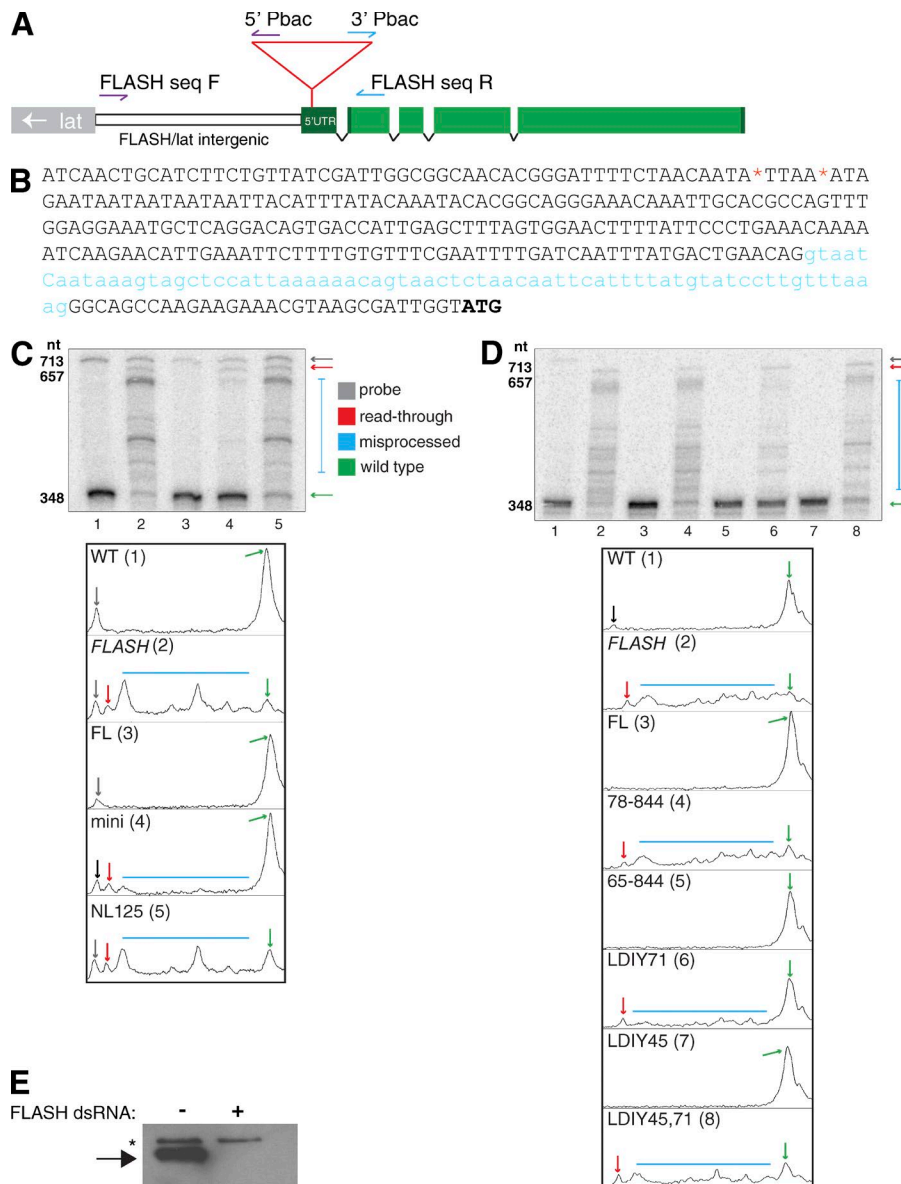 A
5' Pbac 3' Pbac
FLASH seq F
FLASH seq R
← lat
5'UTR
FLASH/lat intergenic
B
ATCAACTGCATCTTCTGTTATCGATTGGCGGCAACACGGGATTTTCTAACAATA*TTAA*ATA
GAATAATAATAATAATTACATTTATACAAATACACGGCAGGGAAACAAATTGCACGCCAGTTT
GGAGGAAATGCTCAGGACAGTGACCATTGAGCTTTAGTGGAACTTTTATTCCCTGAAACAAAA
ATCAAGAACATTGAAATTCTTTTGTGTTTCGAATTTTGATCAATTTATGACTGAACAGgtaat
Caataaagtagctccattaaaaaacagtaactctaacaattcattttatgtatccttgtttaa
agGGCAGCCAAGAAGAAACGTAAGCGATTGGTATG
C
nt
713
657
348
1 2 3 4 5
probe
read-through
misprocessed
wild type
WT (1)
FLASH (2)
FL (3)
mini (4)
NL125 (5)
D
nt
713
657
348
1 2 3 4 5 6 7 8
WT (1)
FLASH (2)
FL (3)
78-844 (4)
65-844 (5)
LDIY71 (6)
LDIY45 (7)
LDIY45,71 (8)
E
FLASH dsRNA: - +
*